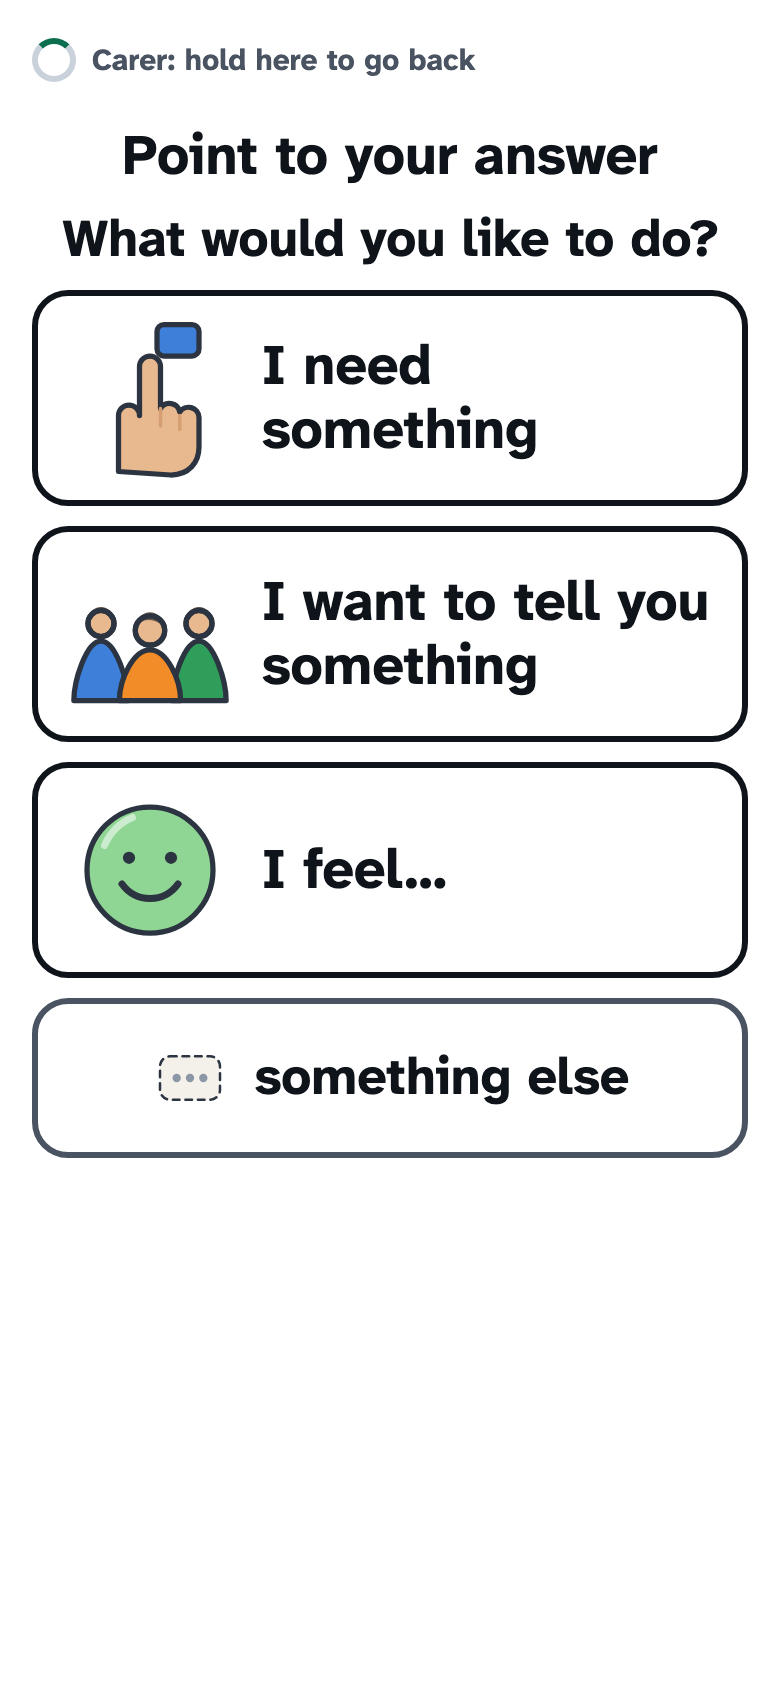 Carer: hold here to go back
Point to your answer
What would you like to do?
I need
something
I want to tell you
something
I feel...
something else